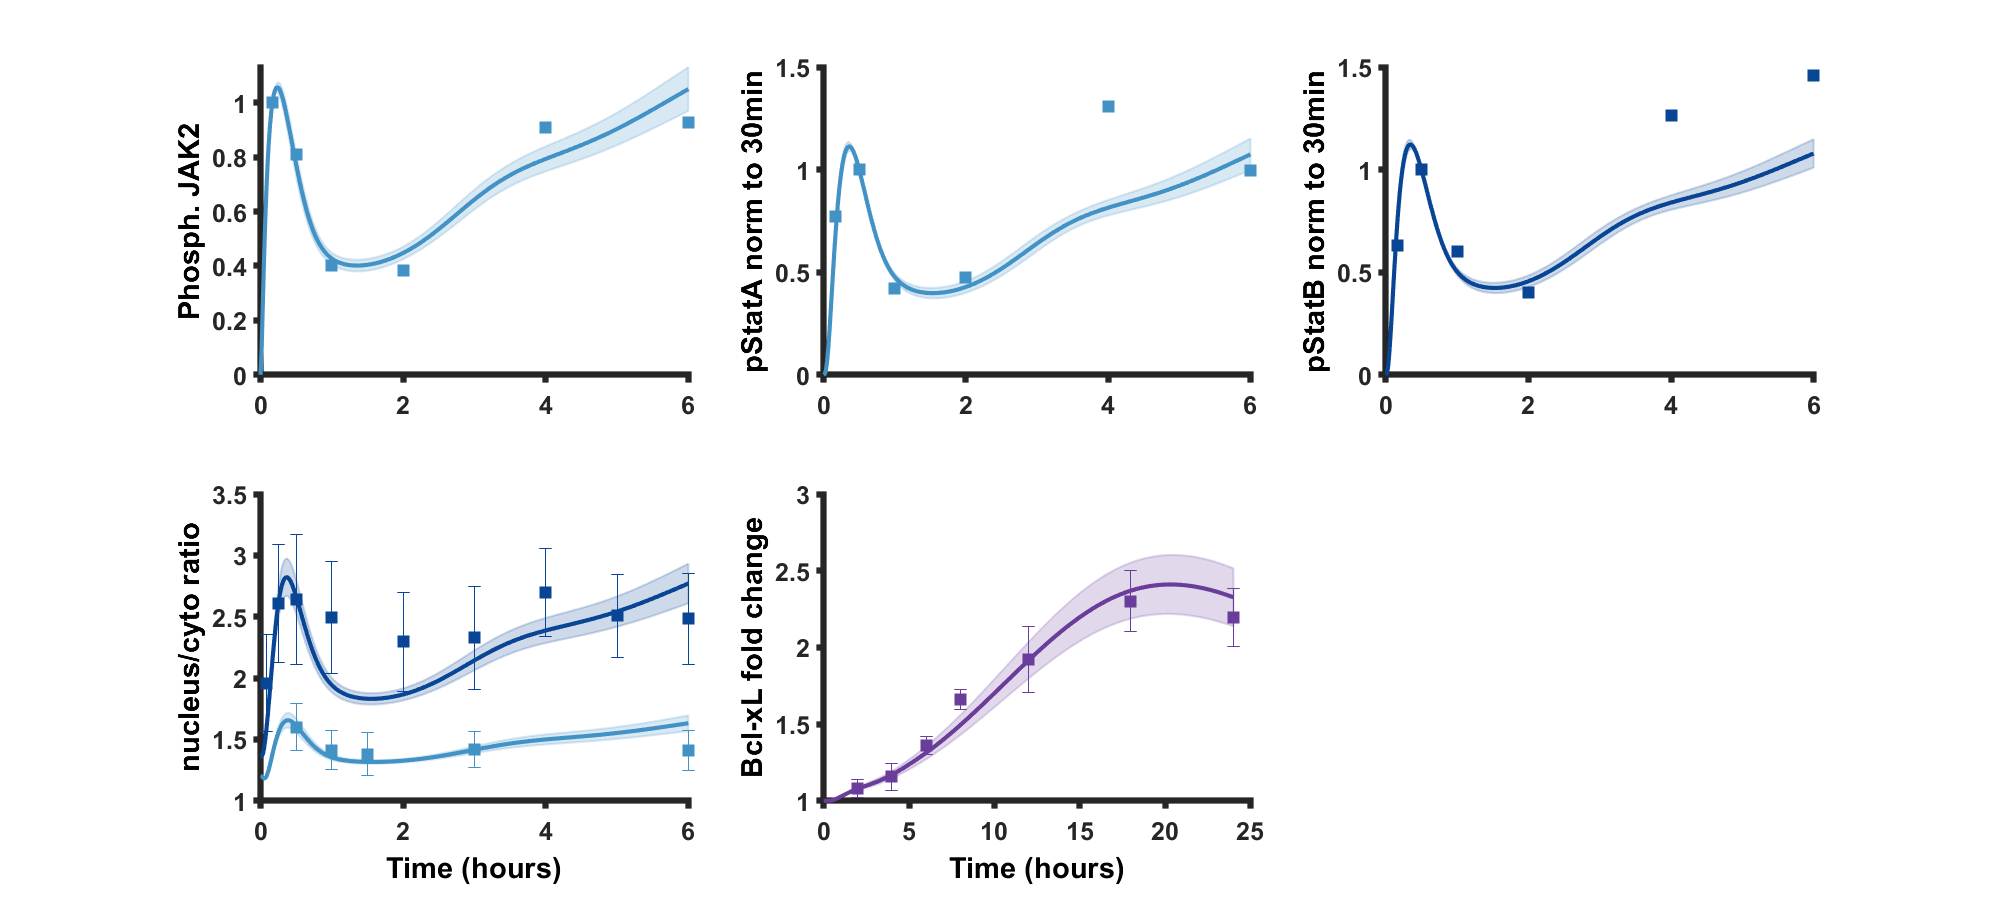 Phosph. JAK2
1
0.8
0.6
0.4
0.2
0
0 2 4 6
pStatA norm to 30min
1.5
1
0.5
0
0 2 4 6
pStatB norm to 30min
1.5
1
0.5
0
0 2 4 6
nucleus/cyto ratio
3.5
3
2.5
2
1.5
1
0 2 4 6
Time (hours)
Bcl-xL fold change
3
2.5
2
1.5
1
0 5 10 15 20 25
Time (hours)